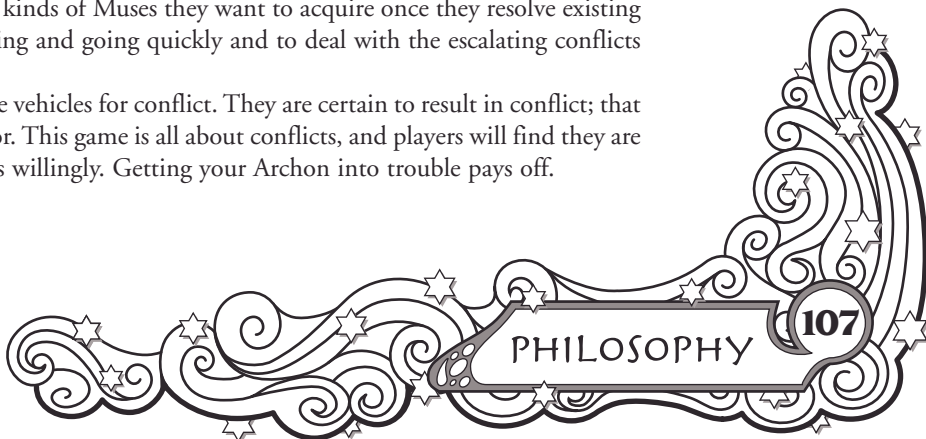 kinds of Muses they want to acquire once they resolve existing
ing and going quickly and to deal with the escalating conflicts
e vehicles for conflict. They are certain to result in conflict; that
or. This game is all about conflicts, and players will find they are
s willingly. Getting your Archon into trouble pays off.
PHILOSOPHY
107